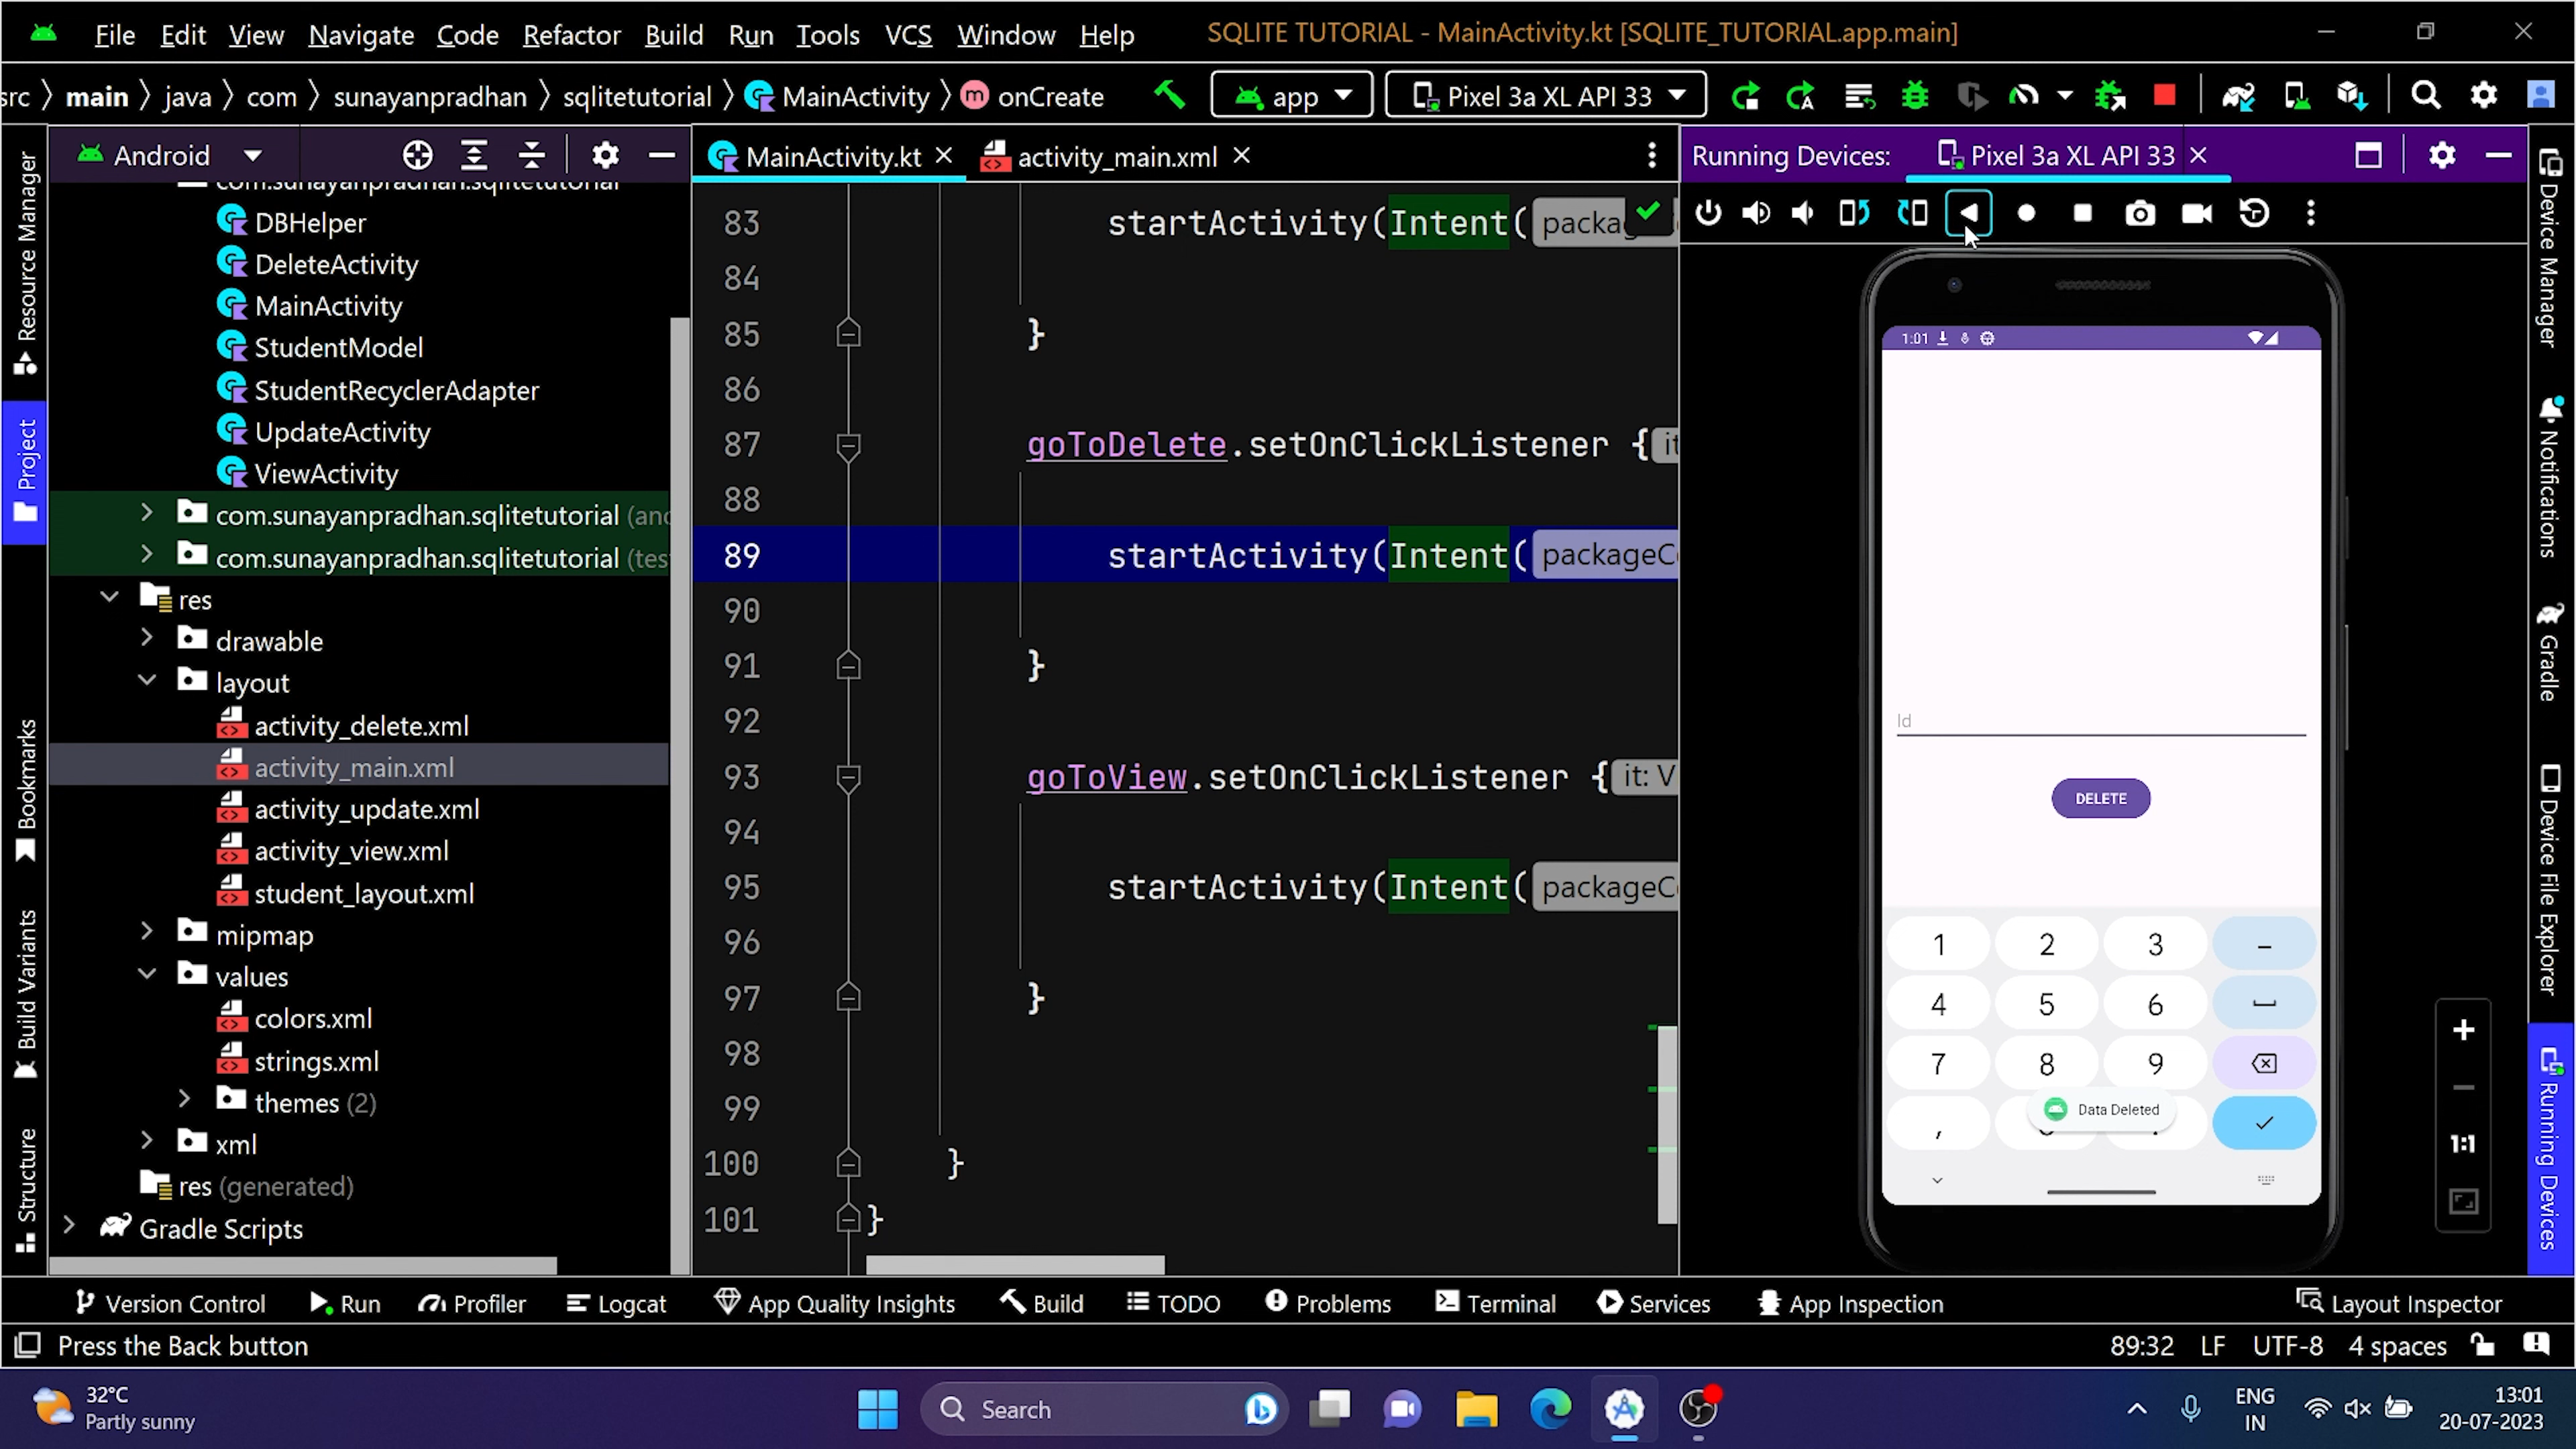 File Edit View Navigate Code Refactor Build Run Tools VCS Window Help SQLITE TUTORIAL - MainActivity.kt [SQLITE_TUTORIAL.app.main]
src main java com sunayanpradhan sqlitetutorial MainActivity onCreate app Pixel 3a XL API 33
Android
MainActivity.kt activity_main.xml
Running Devices: Pixel 3a XL API 33
Resource Manager
Project
Bookmarks
Build Variants
Structure
com.sunayanpradhan.sqlitetutorial
DBHelper
DeleteActivity
MainActivity
StudentModel
StudentRecyclerAdapter
UpdateActivity
ViewActivity
com.sunayanpradhan.sqlitetutorial (and
com.sunayanpradhan.sqlitetutorial (tes
res
drawable
layout
activity_delete.xml
activity_main.xml
activity_update.xml
activity_view.xml
student_layout.xml
mipmap
values
colors.xml
strings.xml
themes (2)
xml
res (generated)
Gradle Scripts
83 startActivity(Intent( packag
84
85 }
86
87 goToDelete.setOnClickListener { it
88
89 startActivity(Intent( packageC
90
91 }
92
93 goToView.setOnClickListener { it: V
94
95 startActivity(Intent( packageC
96
97 }
98
99
100 }
101 }
1:01
Id
DELETE
1 2 3 –
4 5 6
7 8 9
,
Data Deleted
1:1
Device Manager
Notifications
Gradle
Device File Explorer
Running Devices
Version Control Run Profiler Logcat App Quality Insights Build TODO Problems Terminal Services App Inspection Layout Inspector
Press the Back button 89:32 LF UTF-8 4 spaces
32°C
Partly sunny
Search
ENG
IN
13:01
20-07-2023